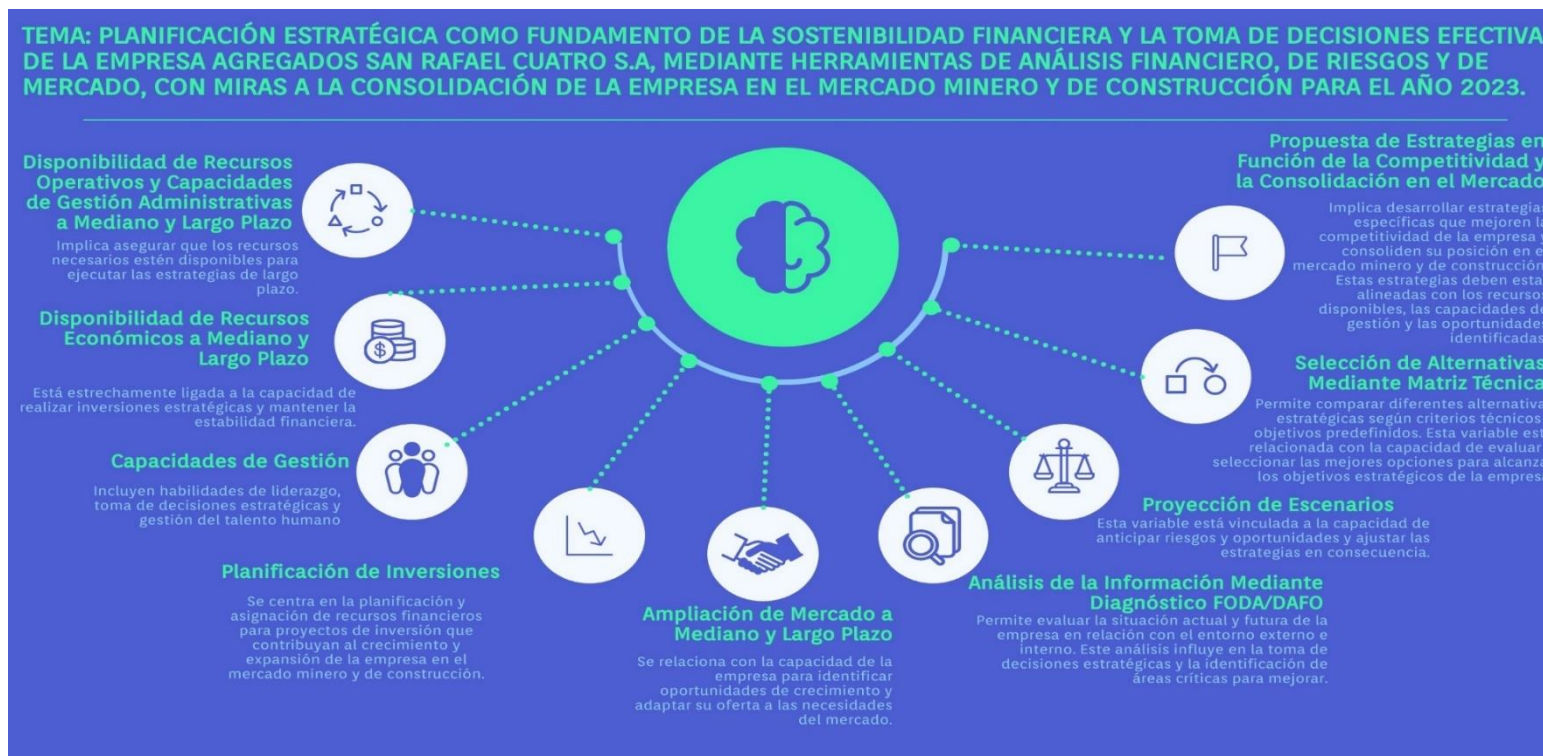 TEMA: PLANIFICACIÓN ESTRATÉGICA COMO FUNDAMENTO DE LA SOSTENIBILIDAD FINANCIERA Y LA TOMA DE DECISIONES EFECTIVA
DE LA EMPRESA AGREGADOS SAN RAFAEL CUATRO S.A, MEDIANTE HERRAMIENTAS DE ANÁLISIS FINANCIERO, DE RIESGOS Y DE
MERCADO, CON MIRAS A LA CONSOLIDACIÓN DE LA EMPRESA EN EL MERCADO MINERO Y DE CONSTRUCCIÓN PARA EL AÑO 2023.
Disponibilidad de Recursos
Operativos y Capacidades
de Gestión Administrativas
a Mediano y Largo Plazo
Implica asegurar que los recursos
necesarios estén disponibles para
ejecutar las estrategias de largo
plazo.
Disponibilidad de Recursos
Económicos a Mediano y
Largo Plazo
Está estrechamente ligada a la capacidad de
realizar inversiones estratégicas y mantener la
estabilidad financiera.
$
Capacidades de Gestión
Incluyen habilidades de liderazgo,
toma de decisiones estratégicas y
gestión del talento humano
Planificación de Inversiones
Se centra en la planificación y
asignación de recursos financieros
para proyectos de inversión que
contribuyan al crecimiento y
expansión de la empresa en el
mercado minero y de construcción.
Ampliación de Mercado a
Mediano y Largo Plazo
Se relaciona con la capacidad de la
empresa para identificar
oportunidades de crecimiento y
adaptar su oferta a las necesidades
del mercado.
Análisis de la Información Mediante
Diagnóstico FODA/DAFO
Permite evaluar la situación actual y futura de la
empresa en relación con el entorno externo e
interno. Este análisis influye en la toma de
decisiones estratégicas y la identificación de
áreas críticas para mejorar.
Proyección de Escenarios
Esta variable está vinculada a la capacidad de
anticipar riesgos y oportunidades y ajustar las
estrategias en consecuencia.
Selección de Alternativas
Mediante Matriz Técnica
Permite comparar diferentes alternativa
estratégicas según criterios técnicos
objetivos predefinidos. Esta variable est
relacionada con la capacidad de evaluar
seleccionar las mejores opciones para alcanza
los objetivos estratégicos de la empresa
Propuesta de Estrategias en
Función de la Competitividad y
la Consolidación en el Mercado
Implica desarrollar estrategias
específicas que mejoren la
competitividad de la empresa y
consoliden su posición en e
mercado minero y de construcción
Estas estrategias deben esta
alineadas con los recursos
disponibles, las capacidades de
gestión y las oportunidades
identificadas